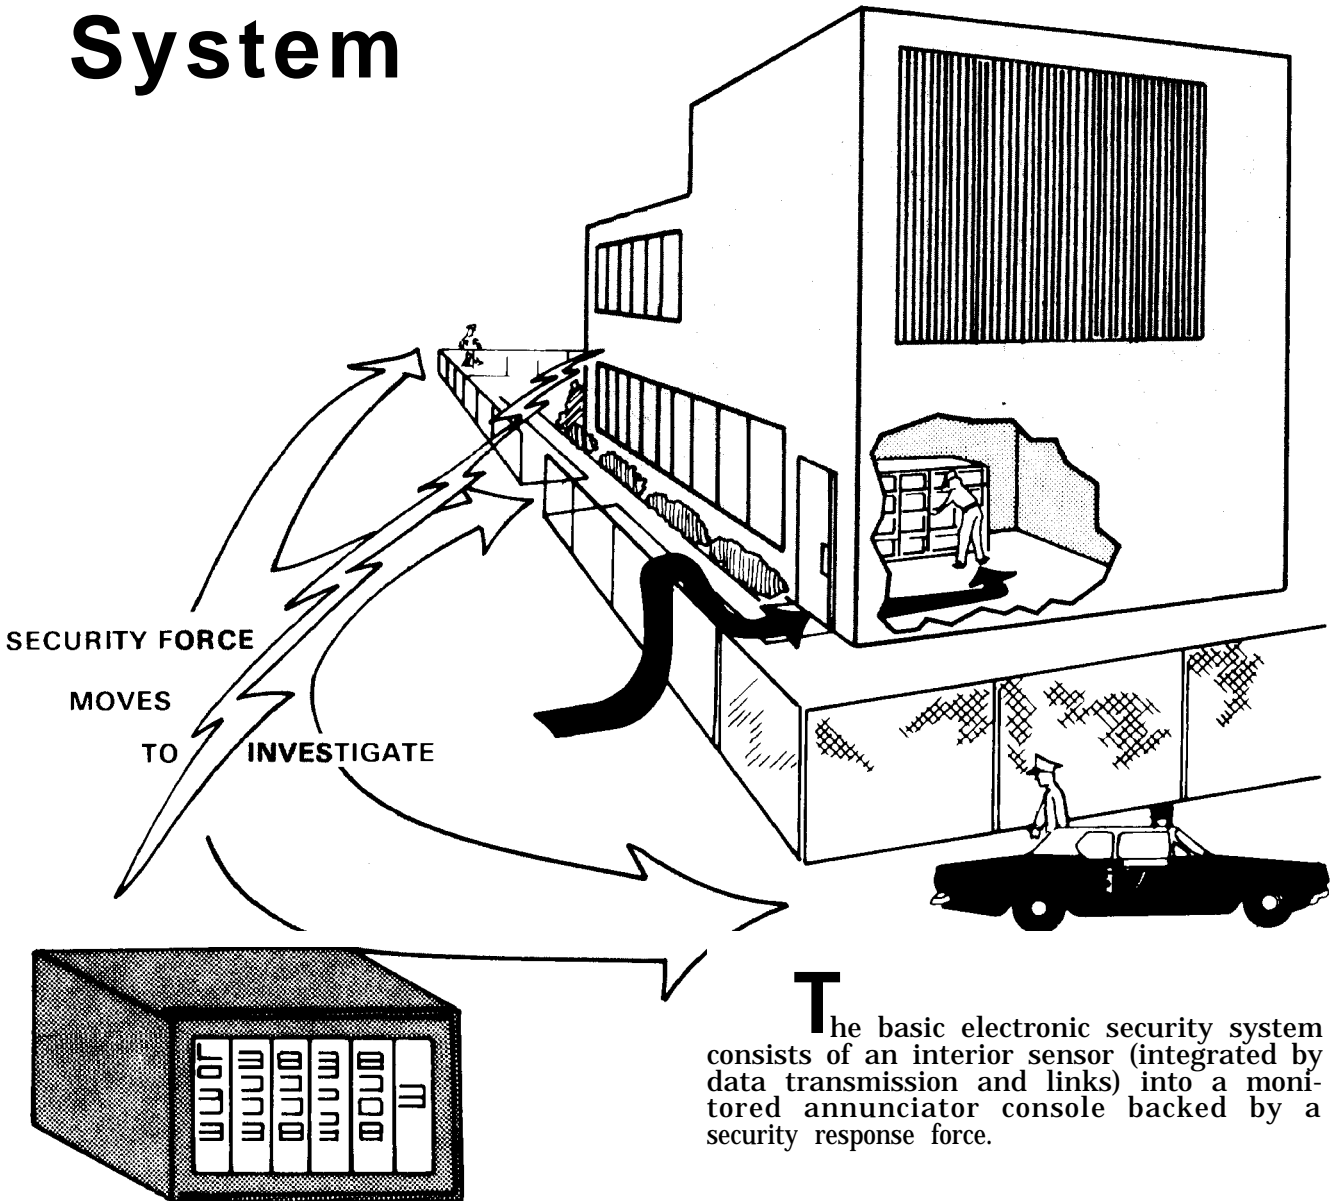 System
SECURITY FORCE
MOVES
TO INVESTIGATE
The basic electronic security system
consists of an interior sensor (integrated by
data transmission and links) into a moni-
tored annunciator console backed by a
security response force.